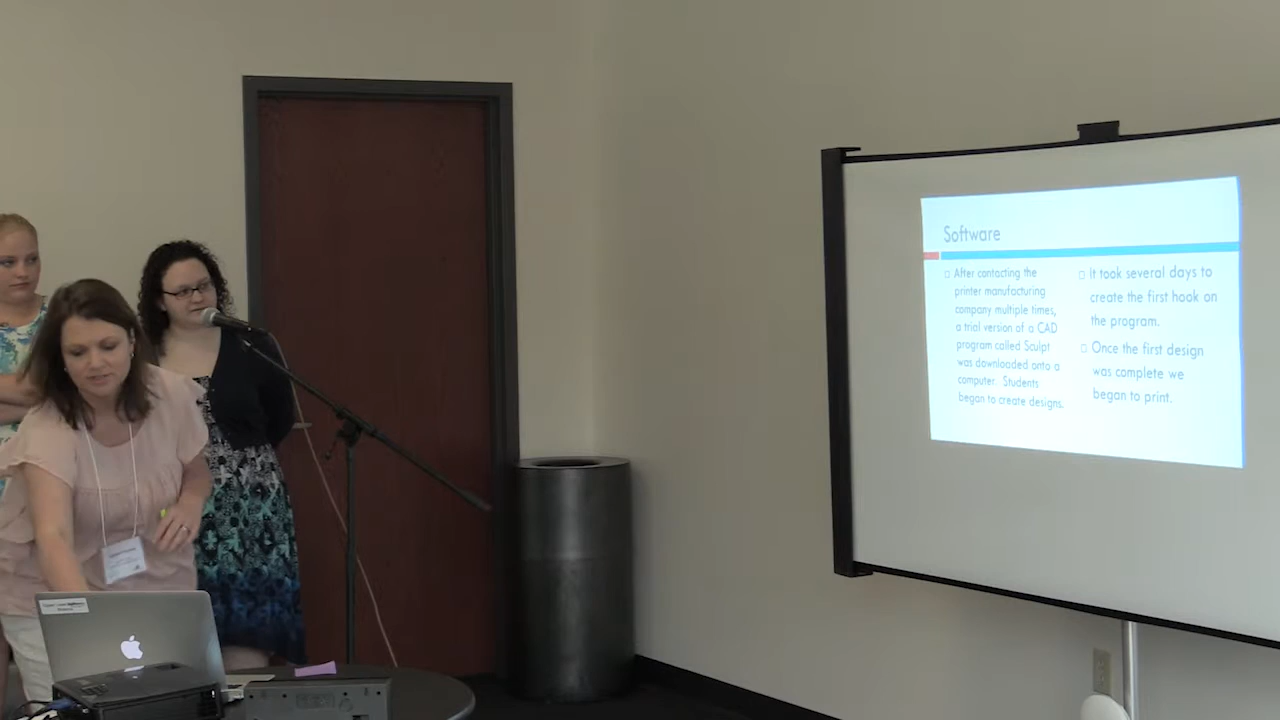 Software
□ After contacting the
printer manufacturing
company multiple times,
a trial version of a CAD
program called Sculpt
was downloaded onto a
computer. Students
began to create designs.
□ It took several days to
create the first hook on
the program.
□ Once the first design
was complete we
began to print.